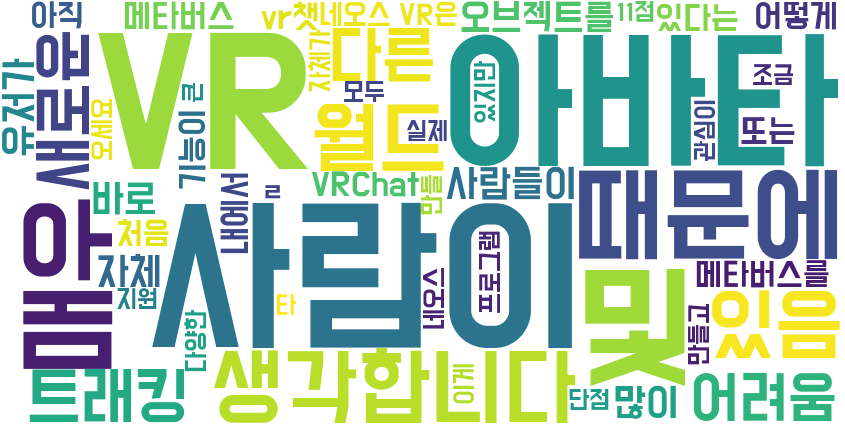 아직
메타버스
vr챗네오스
VR은
오브젝트를
11점
있다는
어떻게
유저가
새로운
VR
자체가
다른
아바타
있지만
조금
오세요
큰
모두
월드
실제
관심이
또는
기능이
매우
바로
내에서
르
VRChat
만들
사람들이
때문에
처음
자체
지원
사람이
타
네오스
프로그램
및
메타버스를
있음
만들고
다양한
트래킹
생각합니다
이게
단점
많이
어려움